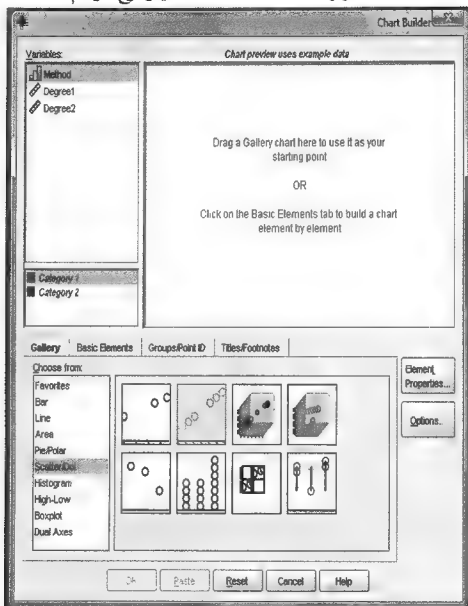 Chart Builder
Variables:
Method
Degree1
Degree2
Category 1
Category 2
Chart preview uses example data
Drag a Gallery chart here to use it as your
starting point
OR
Click on the Basic Elements tab to build a chart
element by element
Gallery
Basic Elements
Groups/Point ID
Titles/Footnotes
Choose from:
Favorites
Bar
Line
Area
Pie/Polar
Scatter/Dot
Histogram
High-Low
Boxplot
Dual Axes
Element
Properties...
Options...
Paste
Reset
Cancel
Help